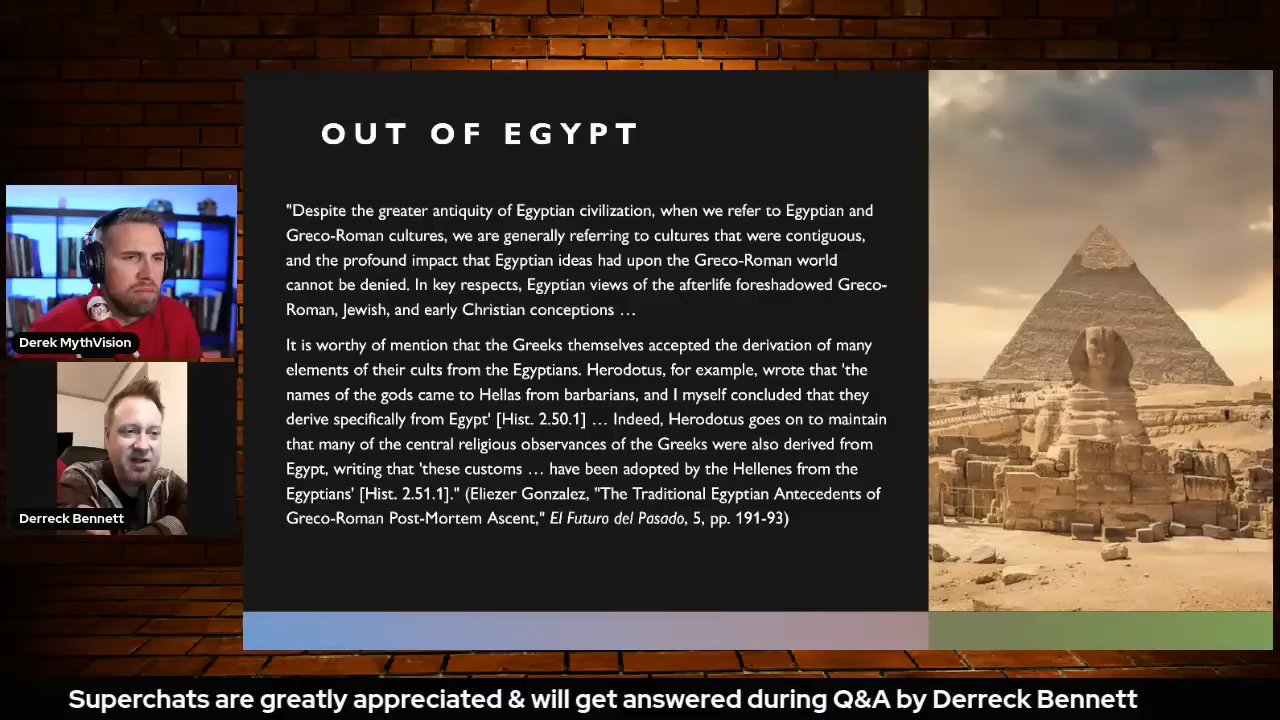 OUT OF EGYPT
"Despite the greater antiquity of Egyptian civilization, when we refer to Egyptian and
Greco-Roman cultures, we are generally referring to cultures that were contiguous,
and the profound impact that Egyptian ideas had upon the Greco-Roman world
cannot be denied. In key respects, Egyptian views of the afterlife foreshadowed Greco-
Roman, Jewish, and early Christian conceptions …
It is worthy of mention that the Greeks themselves accepted the derivation of many
elements of their cults from the Egyptians. Herodotus, for example, wrote that 'the
names of the gods came to Hellas from barbarians, and I myself concluded that they
derive specifically from Egypt' [Hist. 2.50.1] … Indeed, Herodotus goes on to maintain
that many of the central religious observances of the Greeks were also derived from
Egypt, writing that 'these customs … have been adopted by the Hellenes from the
Egyptians' [Hist. 2.51.1]." (Eliezer Gonzalez, "The Traditional Egyptian Antecedents of
Greco-Roman Post-Mortem Ascent," El Futuro del Pasado, 5, pp. 191-93)
Derek MythVision
Derreck Bennett
Superchats are greatly appreciated & will get answered during Q&A by Derreck Bennett